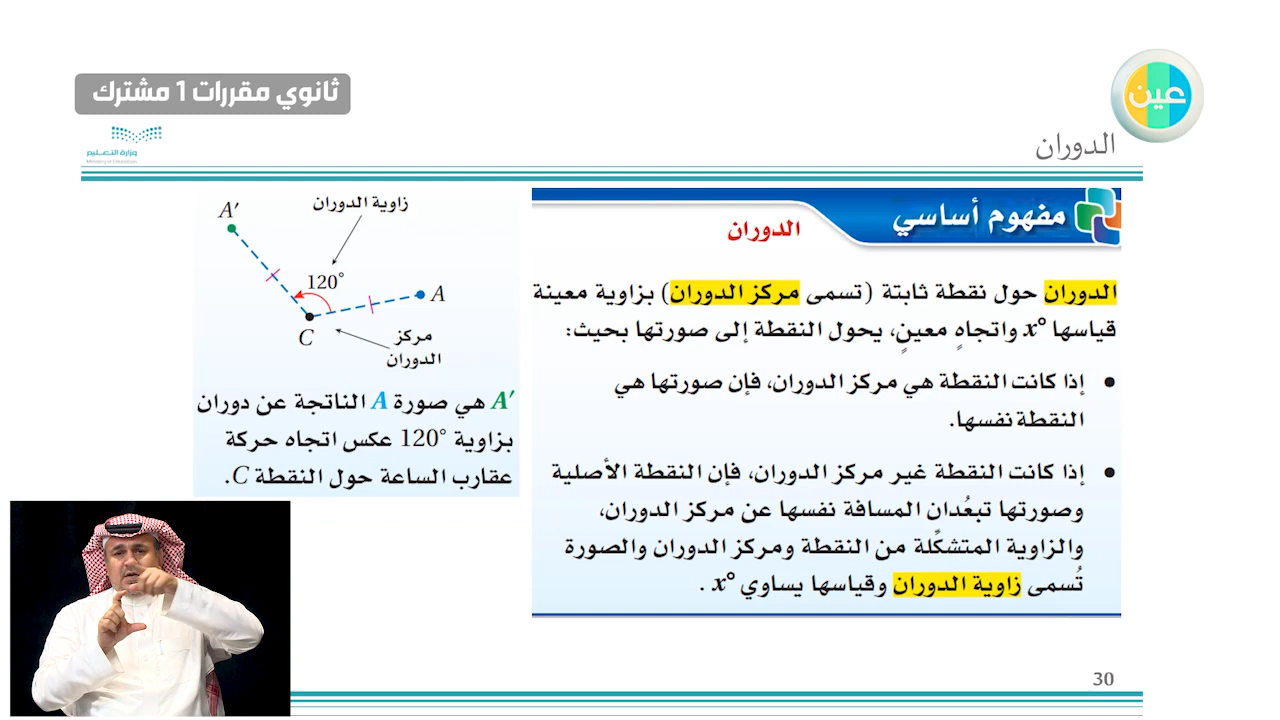 ثانوي مقررات 1 مشترك
عين
وزارة التعليم
Ministry of Education
الدوران
مفهوم أساسي
الدوران
الدوران حول نقطة ثابتة (تسمى مركز الدوران) بزاوية معينة
قياسها x° واتجاهٍ معينٍ، يحول النقطة إلى صورتها بحيث:
• إذا كانت النقطة هي مركز الدوران، فإن صورتها هي
النقطة نفسها.
• إذا كانت النقطة غير مركز الدوران، فإن النقطة الأصلية
وصورتها تبعُدان المسافة نفسها عن مركز الدوران،
والزاوية المتشكِّلة من النقطة ومركز الدوران والصورة
تُسمى زاوية الدوران وقياسها يساوي x° .
زاوية الدوران
A′
120°
A
C
مركز
الدوران
A′ هي صورة A الناتجة عن دوران
بزاوية 120° عكس اتجاه حركة
عقارب الساعة حول النقطة C.
30